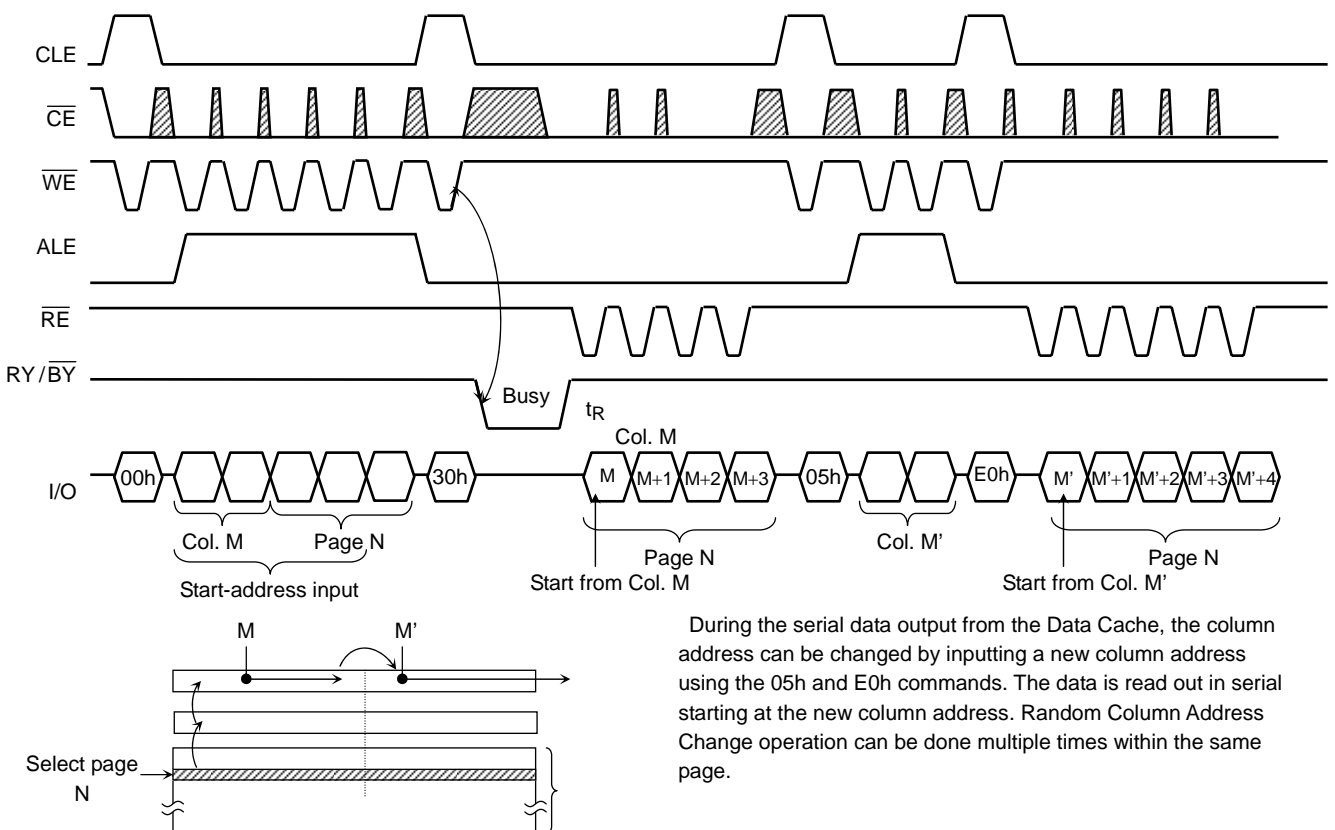 CLE
CE
WE
ALE
RE
RY/BY
Busy
tR
Col. M
I/O
00h
30h
M
M+1
M+2
M+3
05h
E0h
M'
M'+1
M'+2
M'+3
M'+4
Col. M
Page N
Page N
Col. M'
Page N
Start-address input
Start from Col. M
Start from Col. M'
M
M'
Select page
N
During the serial data output from the Data Cache, the column
address can be changed by inputting a new column address
using the 05h and E0h commands. The data is read out in serial
starting at the new column address. Random Column Address
Change operation can be done multiple times within the same
page.